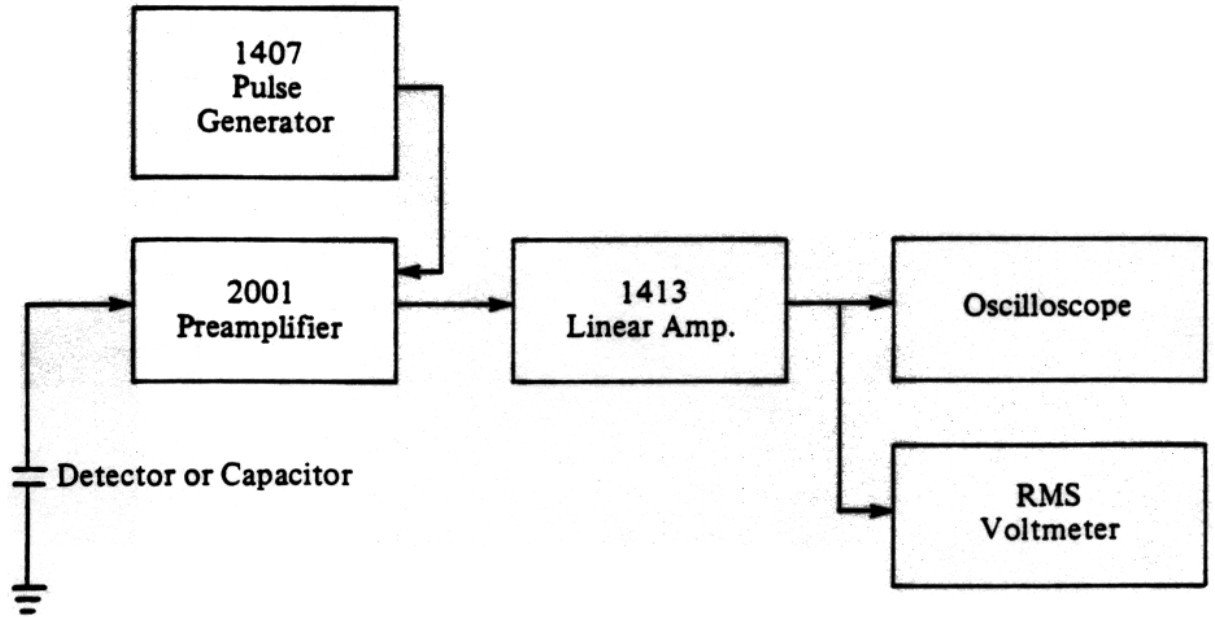 1407
Pulse
Generator
2001
Preamplifier
1413
Linear Amp.
Oscilloscope
Detector or Capacitor
RMS
Voltmeter